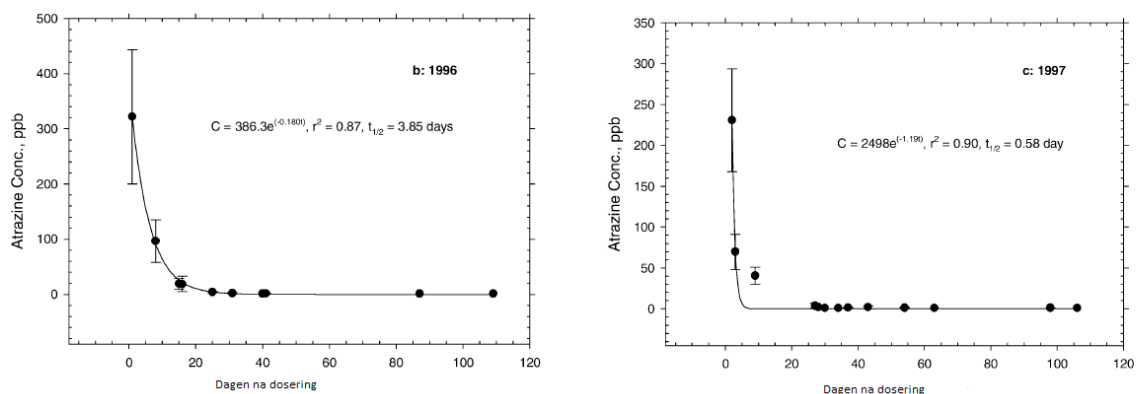 500
400
300
200
100
0
Atrazine Conc., ppb
b: 1996
C = 386.3e^(-0.180t), r² = 0.87, t₁/₂ = 3.85 days
0 20 40 60 80 100 120
Dagen na dosering
350
300
250
200
150
100
50
0
Atrazine Conc., ppb
c: 1997
C = 2498e^(-1.19t), r² = 0.90, t₁/₂ = 0.58 day
0 20 40 60 80 100 120
Dagen na dosering